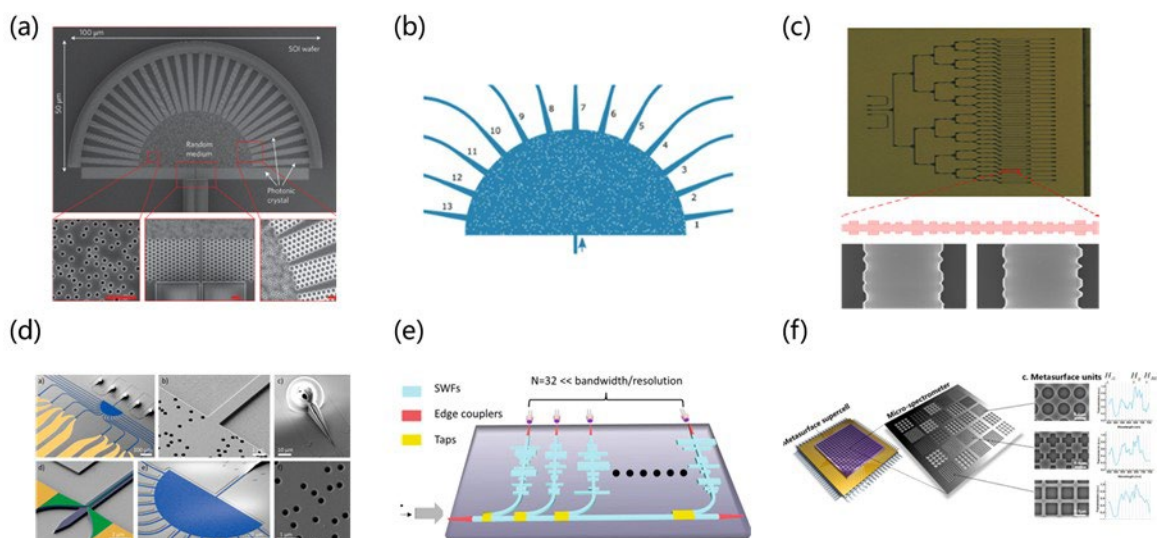 (a)
100 μm
SOI wafer
50 μm
Random
medium
Photonic
crystal
(b)
1
2
3
4
5
6
7
8
9
10
11
12
13
(c)
(d)
a)
b)
c)
d)
e)
f)
(e)
N=32 << bandwidth/resolution
SWFs
Edge couplers
Taps
(f)
Metasurface supercell
Micro-spectrometer
c. Metasurface units